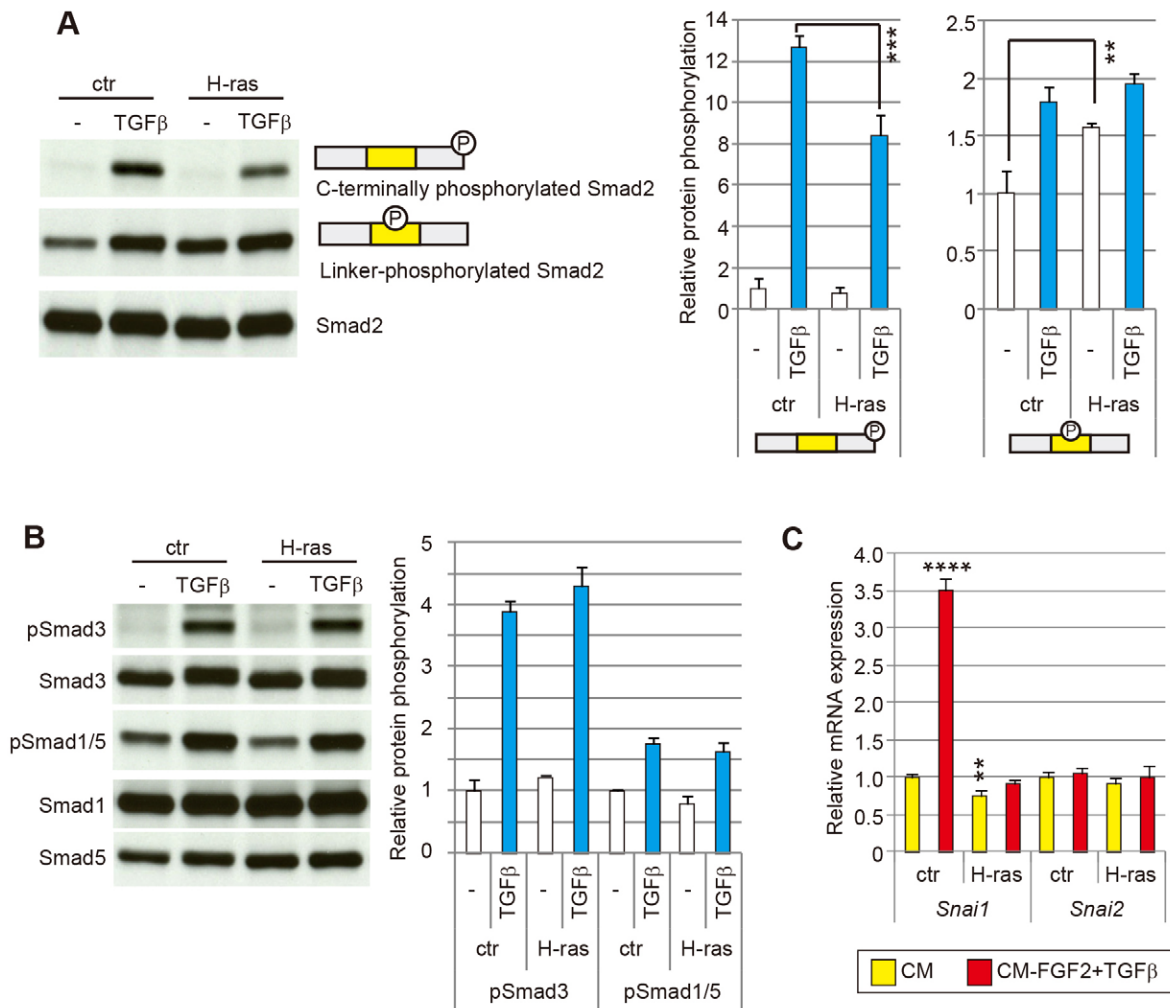 A
ctr H-ras
- TGFβ - TGFβ
P
C-terminally phosphorylated Smad2
P
Linker-phosphorylated Smad2
Smad2
Relative protein phosphorylation
14
12
10
8
6
4
2
0
***
- TGFβ - TGFβ
ctr H-ras
P
2.5
2
1.5
1
0.5
0
**
- TGFβ - TGFβ
ctr H-ras
P
B
ctr H-ras
- TGFβ - TGFβ
pSmad3
Smad3
pSmad1/5
Smad1
Smad5
Relative protein phosphorylation
5
4
3
2
1
0
- TGFβ - TGFβ - TGFβ - TGFβ
ctr H-ras ctr H-ras
pSmad3 pSmad1/5
C
Relative mRNA expression
4.0
3.5
3.0
2.5
2.0
1.5
1.0
0.5
0
****
**
ctr H-ras ctr H-ras
Snai1 Snai2
CM CM-FGF2+TGFβ